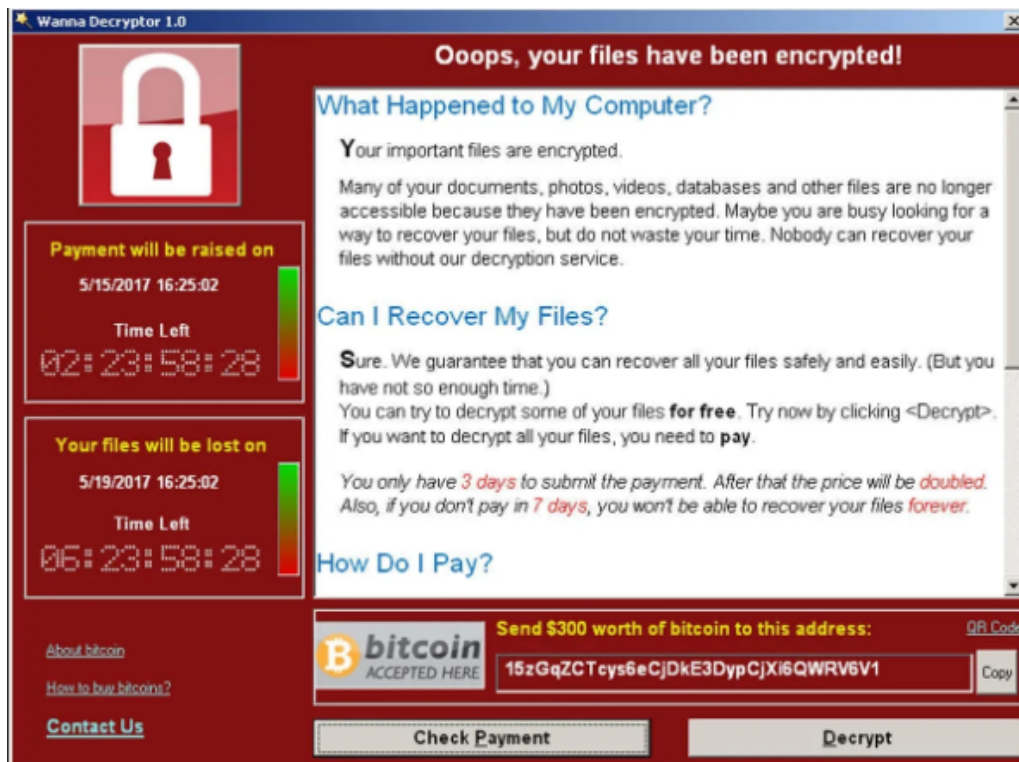 Wanna Decryptor 1.0
Ooops, your files have been encrypted!
Payment will be raised on
5/15/2017 16:25:02
Time Left
02:23:58:28
Your files will be lost on
5/19/2017 16:25:02
Time Left
06:23:58:28
About bitcoin
How to buy bitcoins?
Contact Us
What Happened to My Computer?
Your important files are encrypted.
Many of your documents, photos, videos, databases and other files are no longer
accessible because they have been encrypted. Maybe you are busy looking for a
way to recover your files, but do not waste your time. Nobody can recover your
files without our decryption service.
Can I Recover My Files?
Sure. We guarantee that you can recover all your files safely and easily. (But you
have not so enough time.)
You can try to decrypt some of your files for free. Try now by clicking <Decrypt>.
If you want to decrypt all your files, you need to pay.
You only have 3 days to submit the payment. After that the price will be doubled.
Also, if you don't pay in 7 days, you won't be able to recover your files forever.
How Do I Pay?
bitcoin
ACCEPTED HERE
Send $300 worth of bitcoin to this address:
QR Code
15zGqZCTcys6eCjDkE3DypCjXi6QWRV6V1
Copy
Check Payment
Decrypt